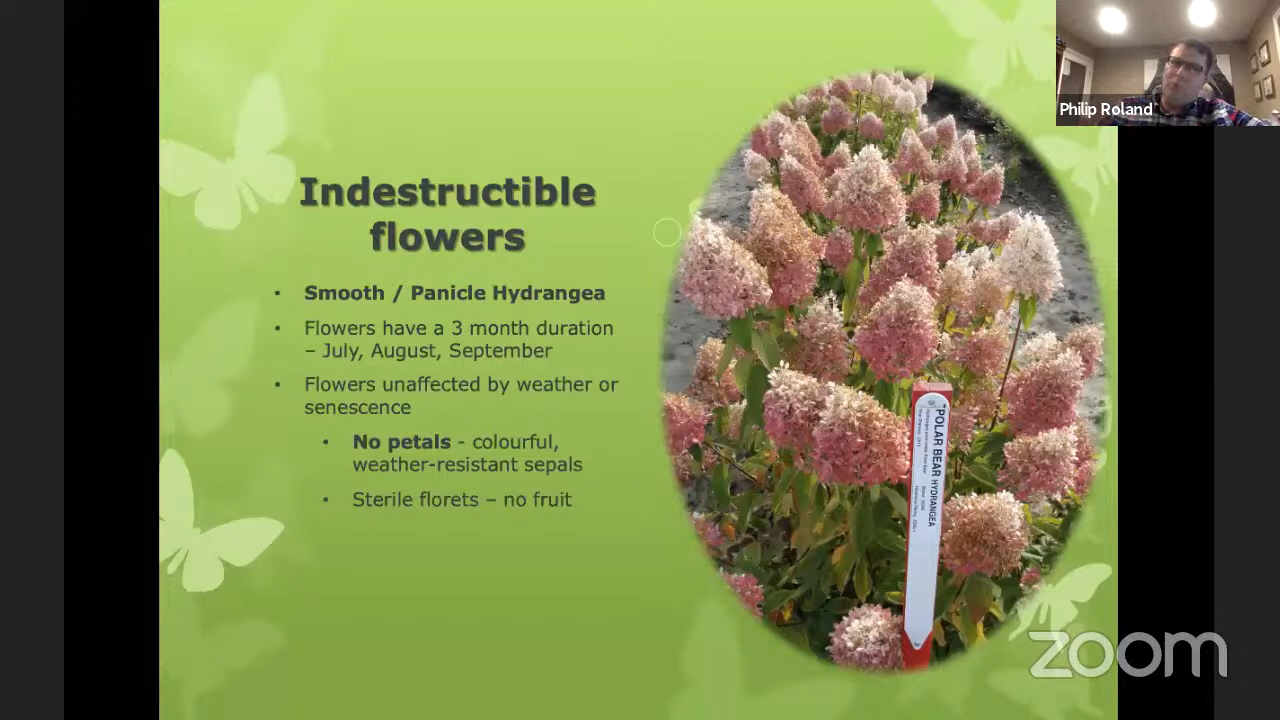 Philip Roland
Indestructible
flowers
• Smooth / Panicle Hydrangea
• Flowers have a 3 month duration
– July, August, September
• Flowers unaffected by weather or
senescence
• No petals - colourful,
weather-resistant sepals
• Sterile florets – no fruit
"POLAR BEAR HYDRANGEA
zoom